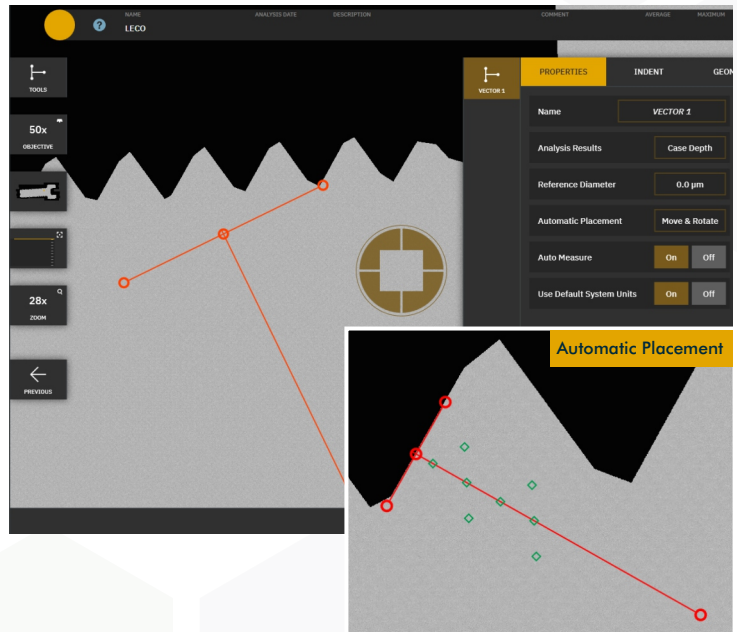 NAME
ANALYSIS DATE
DESCRIPTION
COMMENT
AVERAGE
MAXIMUM
?
LECO
TOOLS
50x
OBJECTIVE
28x
ZOOM
PREVIOUS
VECTOR 1
PROPERTIES
INDENT
GEOM
Name
VECTOR 1
Analysis Results
Case Depth
Reference Diameter
0.0 µm
Automatic Placement
Move & Rotate
Auto Measure
On
Off
Use Default System Units
On
Off
Automatic Placement